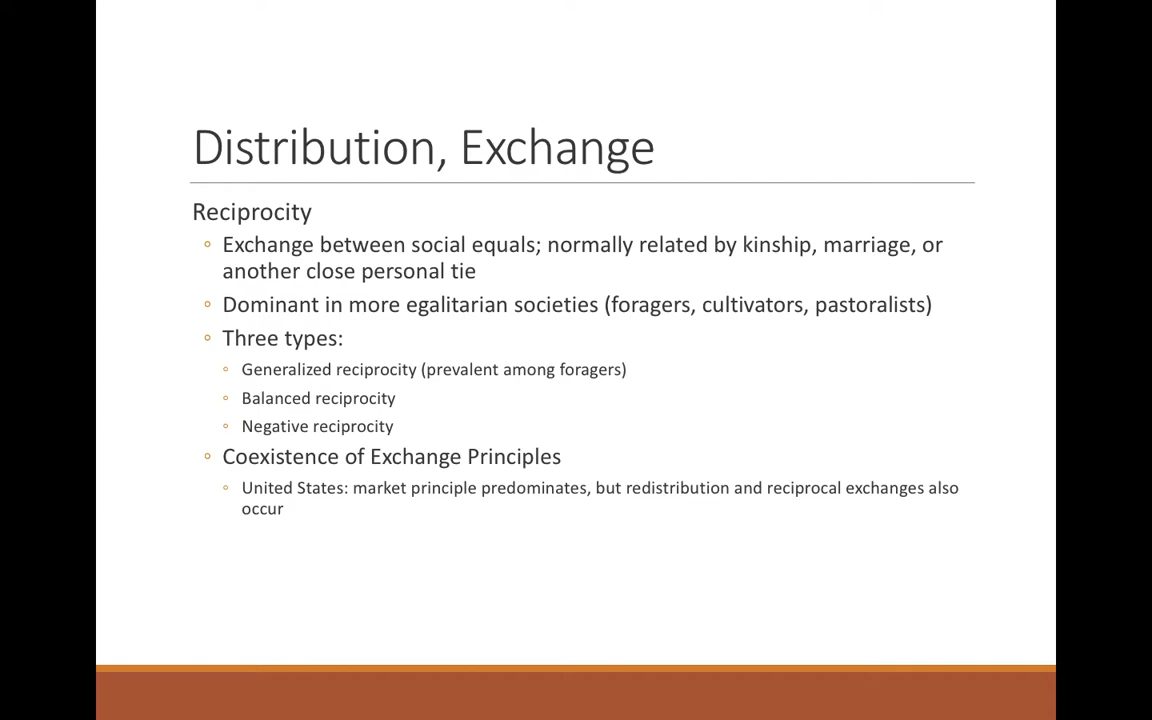 Distribution, Exchange
Reciprocity
◦ Exchange between social equals; normally related by kinship, marriage, or
another close personal tie
◦ Dominant in more egalitarian societies (foragers, cultivators, pastoralists)
◦ Three types:
◦ Generalized reciprocity (prevalent among foragers)
◦ Balanced reciprocity
◦ Negative reciprocity
◦ Coexistence of Exchange Principles
◦ United States: market principle predominates, but redistribution and reciprocal exchanges also
occur